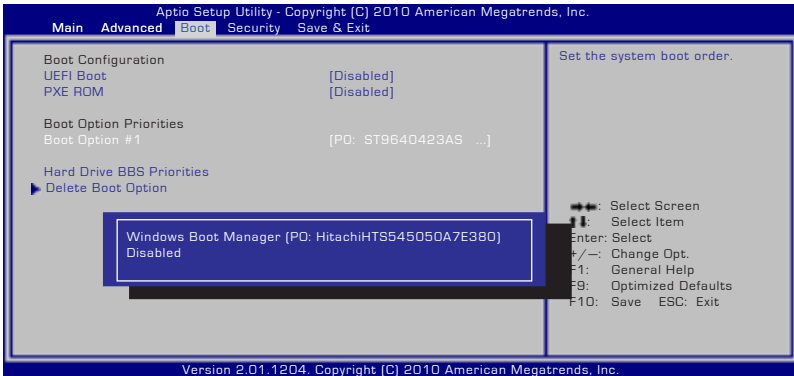 Aptio Setup Utility - Copyright (C) 2010 American Megatrends, Inc.
Main Advanced Boot Security Save & Exit
Boot Configuration
UEFI Boot [Disabled]
PXE ROM [Disabled]
Boot Option Priorities
Boot Option #1 [P0: ST9640423AS ...]
Hard Drive BBS Priorities
Delete Boot Option
Windows Boot Manager (P0: HitachiHTS545050A7E380)
Disabled
Set the system boot order.
→←: Select Screen
↑↓: Select Item
Enter: Select
+/—: Change Opt.
F1: General Help
F9: Optimized Defaults
F10: Save ESC: Exit
Version 2.01.1204. Copyright (C) 2010 American Megatrends, Inc.